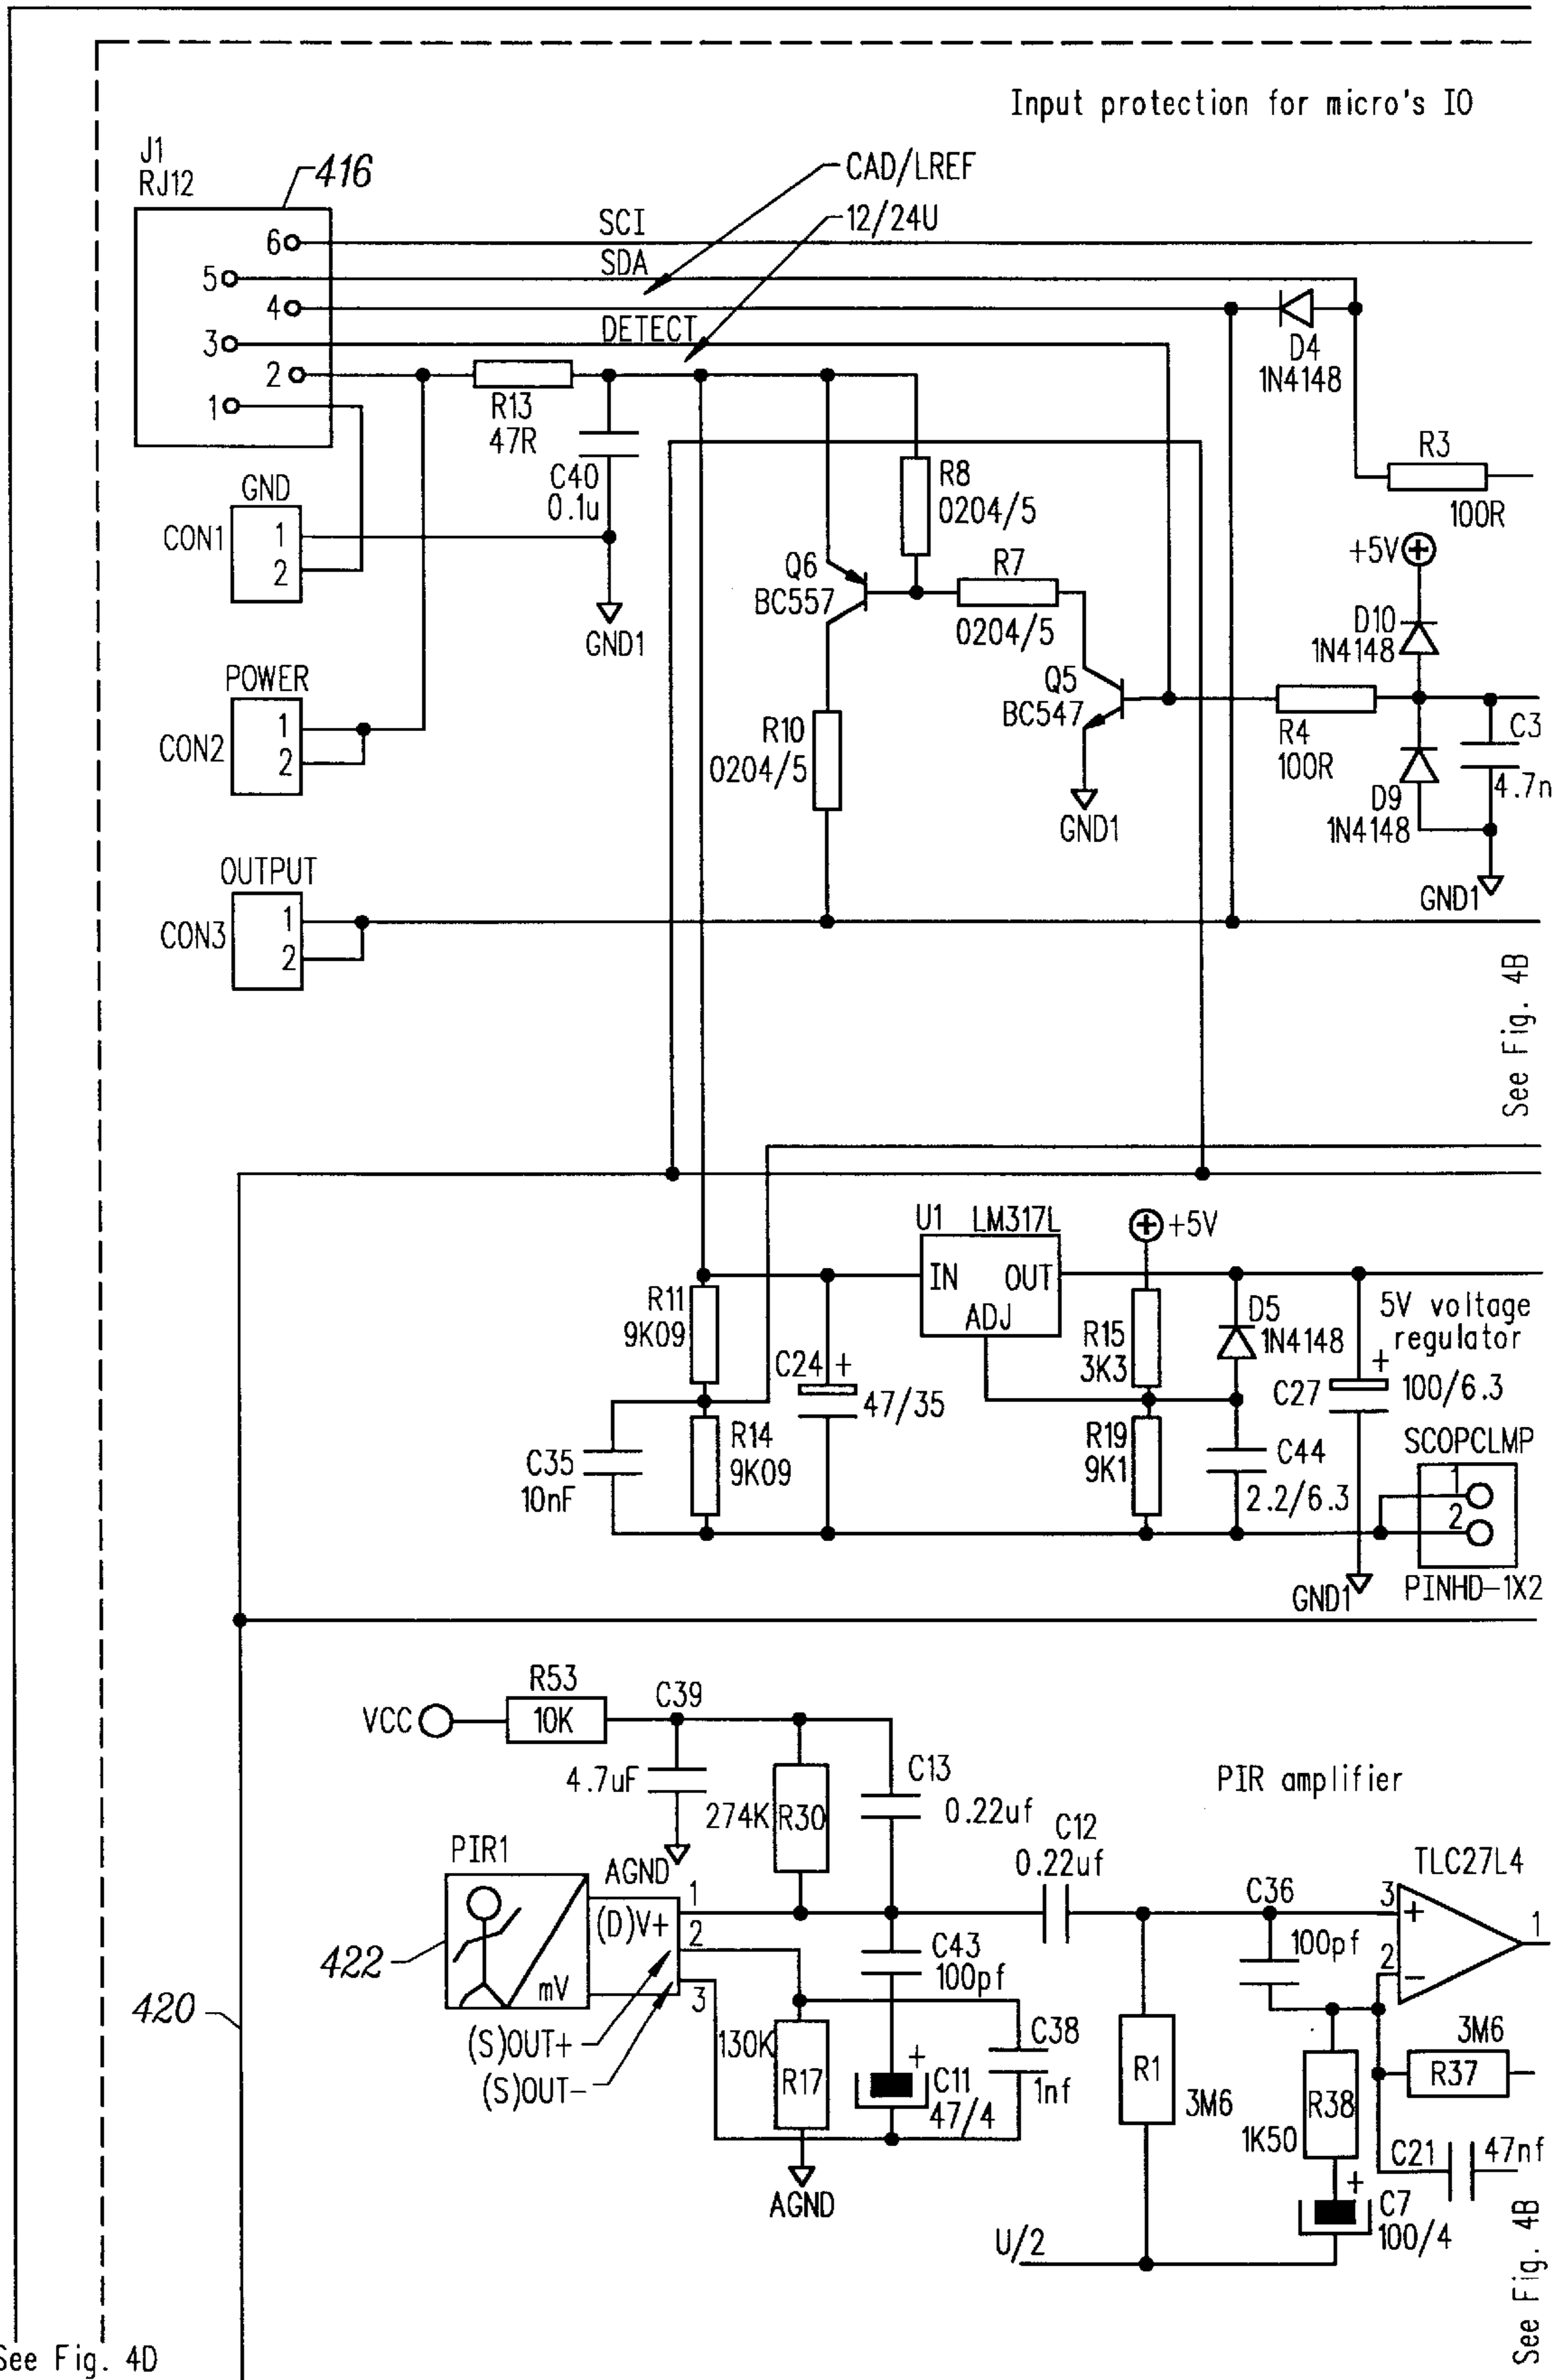 Input protection for micro's IO
J1
RJ12
416
CAD/LREF
12/24U
SCI
SDA
DETECT
6
5
4
3
2
1
D4
1N4148
R13
47R
C40
0.1u
GND1
R8
0204/5
R3
100R
GND
CON1
1
2
Q6
BC557
R7
0204/5
+5V
D10
1N4148
POWER
CON2
1
2
Q5
BC547
R10
0204/5
R4
100R
C3
4.7n
D9
1N4148
GND1
GND1
OUTPUT
CON3
1
2
See Fig. 4B
U1 LM317L
IN OUT
ADJ
+5V
R11
9K09
R15
3K3
D5
1N4148
5V voltage
regulator
C24 +
47/35
+
C27
100/6.3
R14
9K09
C35
10nF
R19
9K1
C44
2.2/6.3
SCOPCLMP
1
2
PINHD-1X2
GND1
R53
VCC
10K
C39
4.7uF
274K
R30
C13
0.22uf
PIR amplifier
PIR1
AGND
C12
0.22uf
TLC27L4
(D)V+
1
2
3
mV
422
C43
100pf
C36
100pf
3
+
2
-
1
420
(S)OUT+
(S)OUT-
130K
R17
+
C11
47/4
C38
1nf
R1
3M6
3M6
R37
R38
1K50
C21
47nf
AGND
+
C7
100/4
U/2
See Fig. 4B
See Fig. 4D